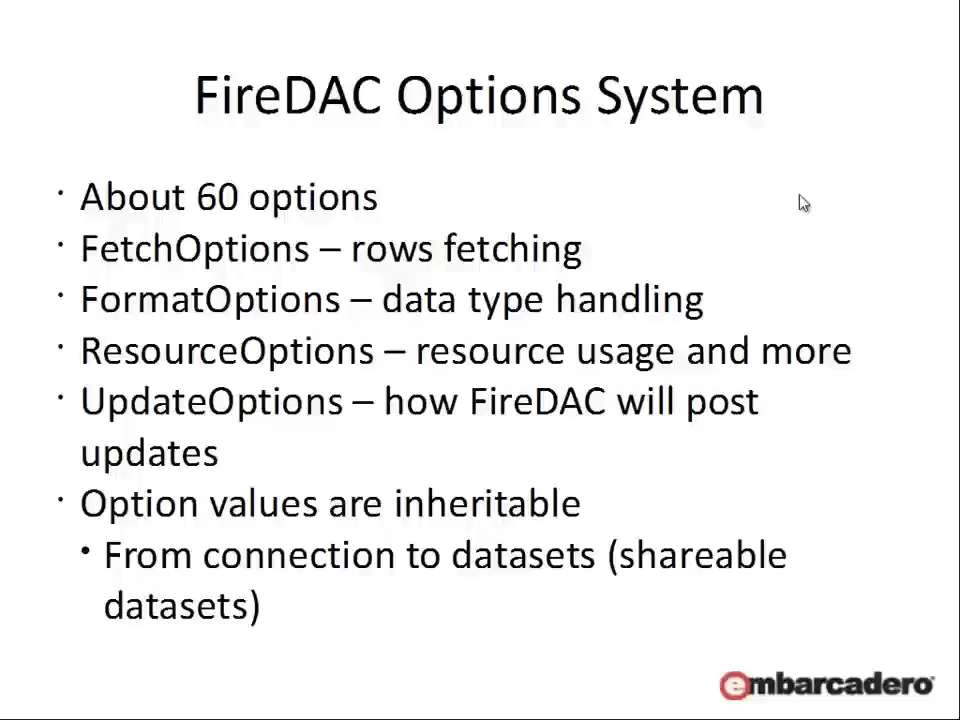 FireDAC Options System
· About 60 options
· FetchOptions – rows fetching
· FormatOptions – data type handling
· ResourceOptions – resource usage and more
· UpdateOptions – how FireDAC will post
updates
· Option values are inheritable
• From connection to datasets (shareable
datasets)
embarcadero